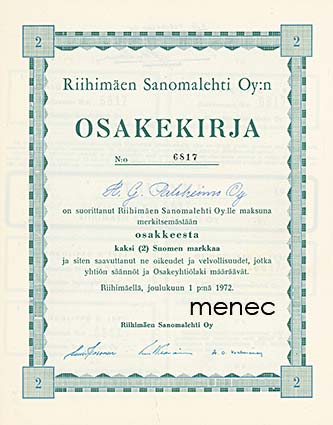 2 2
Riihimäen Sanomalehti Oy:n
OSAKEKIRJA
N:o 6817
H. G. Paloheimo Oy
on suorittanut Riihimäen Sanomalehti Oy:lle maksuna
merkitsemästään
osakkeesta
kaksi (2) Suomen markkaa
ja siten saavuttanut ne oikeudet ja velvollisuudet, jotka
yhtiön säännöt ja Osakeyhtiölaki määräävät.
Riihimäellä, joulukuun 1 pnä 1972.
menec
Riihimäen Sanomalehti Oy
2 2